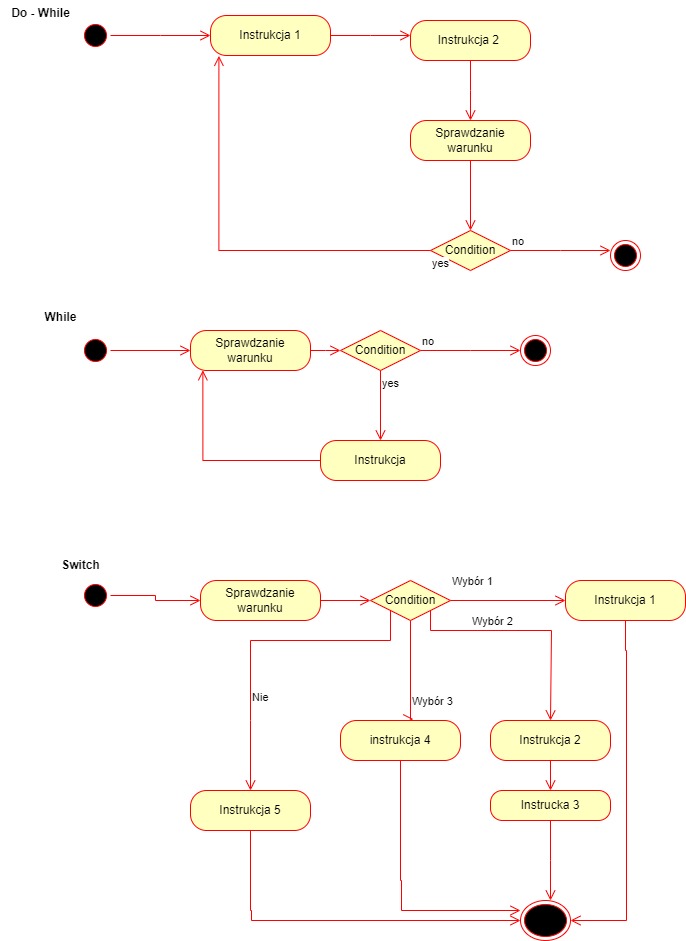 Do - While
Instrukcja 1
Instrukcja 2
Sprawdzanie
warunku
Condition
no
yes
While
Sprawdzanie
warunku
Condition
no
yes
Instrukcja
Switch
Sprawdzanie
warunku
Condition
Wybór 1
Instrukcja 1
Wybór 2
Nie
Wybór 3
instrukcja 4
Instrukcja 2
Instrukcja 5
Instrucka 3